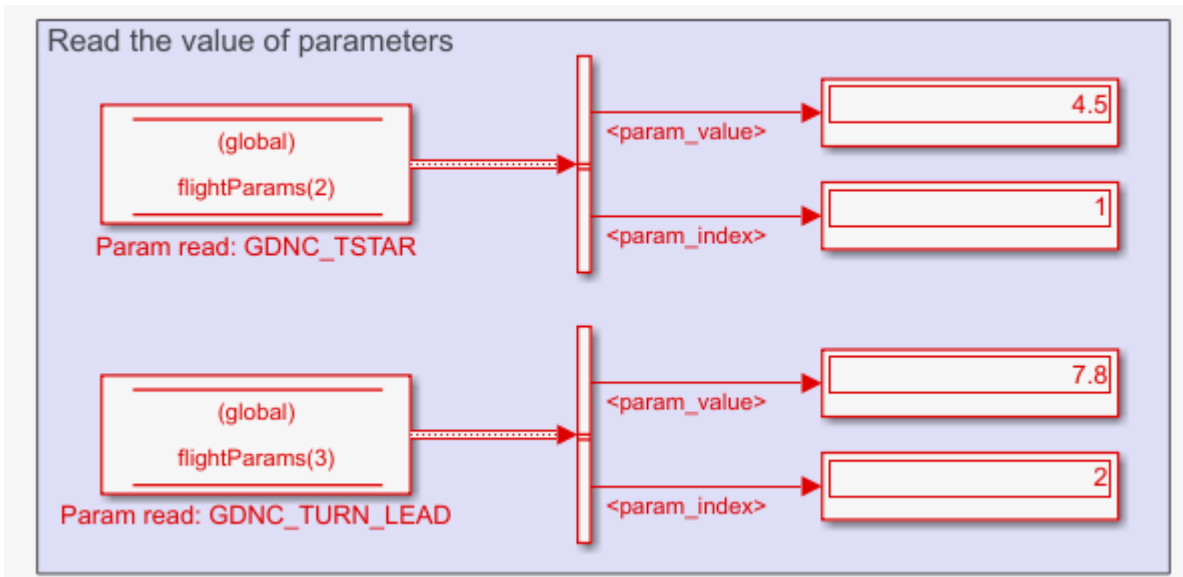 Read the value of parameters
(global)
flightParams(2)
Param read: GDNC_TSTAR
<param_value>
4.5
<param_index>
1
(global)
flightParams(3)
Param read: GDNC_TURN_LEAD
<param_value>
7.8
<param_index>
2